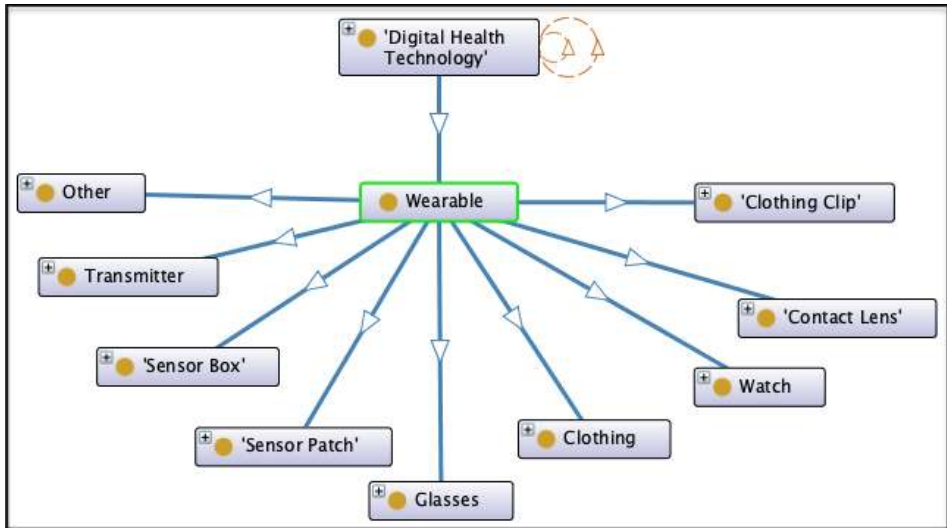 'Digital Health
Technology'
Other
Wearable
'Clothing Clip'
Transmitter
'Contact Lens'
'Sensor Box'
Watch
'Sensor Patch'
Clothing
Glasses